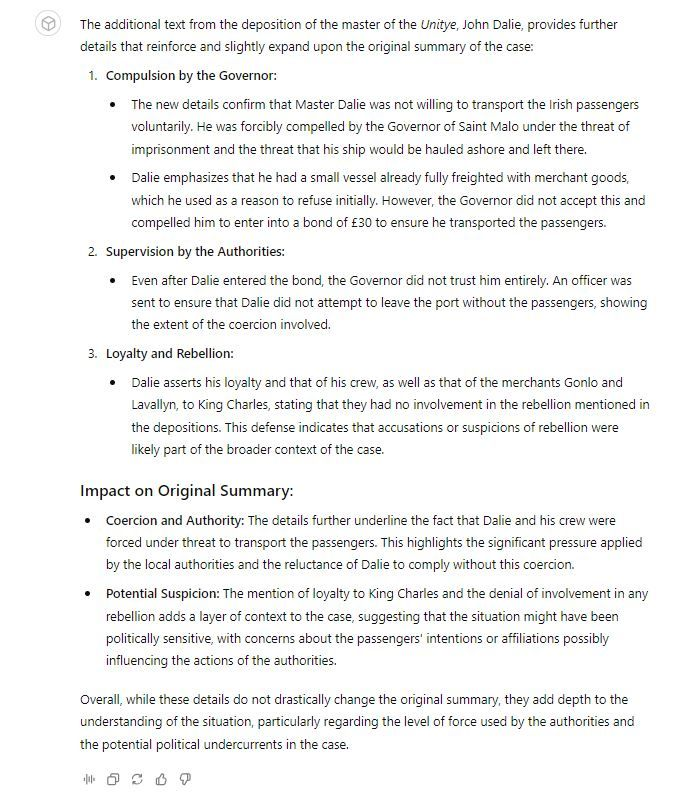 The additional text from the deposition of the master of the Unitye, John Dalie, provides further
details that reinforce and slightly expand upon the original summary of the case:
1. Compulsion by the Governor:
• The new details confirm that Master Dalie was not willing to transport the Irish passengers
voluntarily. He was forcibly compelled by the Governor of Saint Malo under the threat of
imprisonment and the threat that his ship would be hauled ashore and left there.
• Dalie emphasizes that he had a small vessel already fully freighted with merchant goods,
which he used as a reason to refuse initially. However, the Governor did not accept this and
compelled him to enter into a bond of £30 to ensure he transported the passengers.
2. Supervision by the Authorities:
• Even after Dalie entered the bond, the Governor did not trust him entirely. An officer was
sent to ensure that Dalie did not attempt to leave the port without the passengers, showing
the extent of the coercion involved.
3. Loyalty and Rebellion:
• Dalie asserts his loyalty and that of his crew, as well as that of the merchants Gonlo and
Lavallyn, to King Charles, stating that they had no involvement in the rebellion mentioned in
the depositions. This defense indicates that accusations or suspicions of rebellion were
likely part of the broader context of the case.
Impact on Original Summary:
• Coercion and Authority: The details further underline the fact that Dalie and his crew were
forced under threat to transport the passengers. This highlights the significant pressure applied
by the local authorities and the reluctance of Dalie to comply without this coercion.
• Potential Suspicion: The mention of loyalty to King Charles and the denial of involvement in any
rebellion adds a layer of context to the case, suggesting that the situation might have been
politically sensitive, with concerns about the passengers' intentions or affiliations possibly
influencing the actions of the authorities.
Overall, while these details do not drastically change the original summary, they add depth to the
understanding of the situation, particularly regarding the level of force used by the authorities and
the potential political undercurrents in the case.